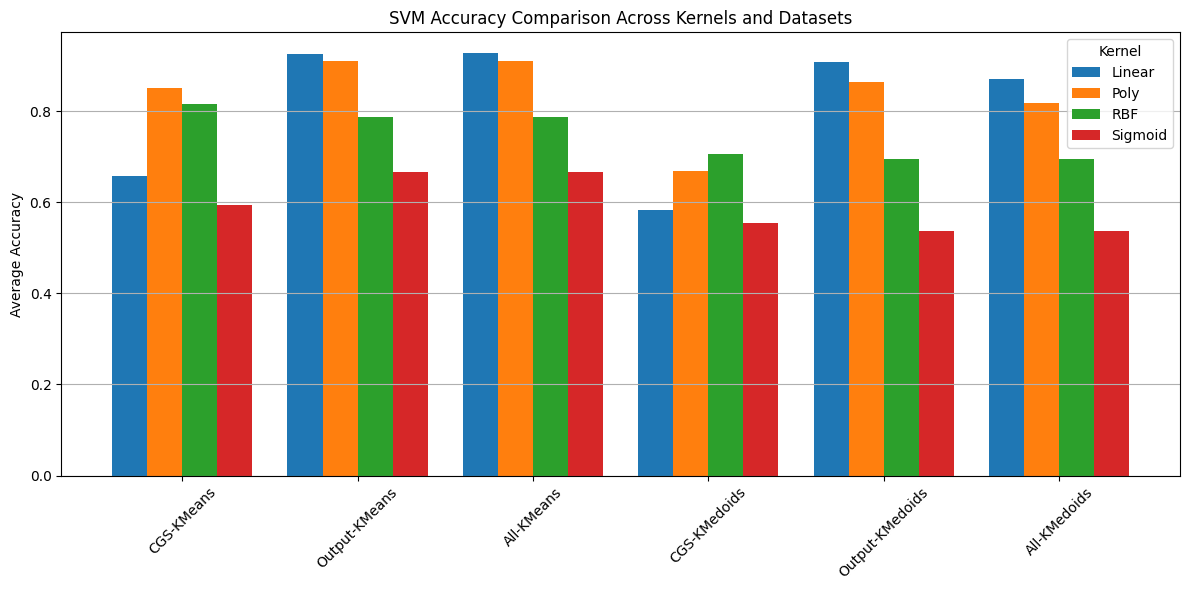 SVM Accuracy Comparison Across Kernels and Datasets
Kernel
Linear
Poly
RBF
Sigmoid
Average Accuracy
0.8
0.6
0.4
0.2
0.0
CGS-KMeans
Output-KMeans
All-KMeans
CGS-KMedoids
Output-KMedoids
All-KMedoids